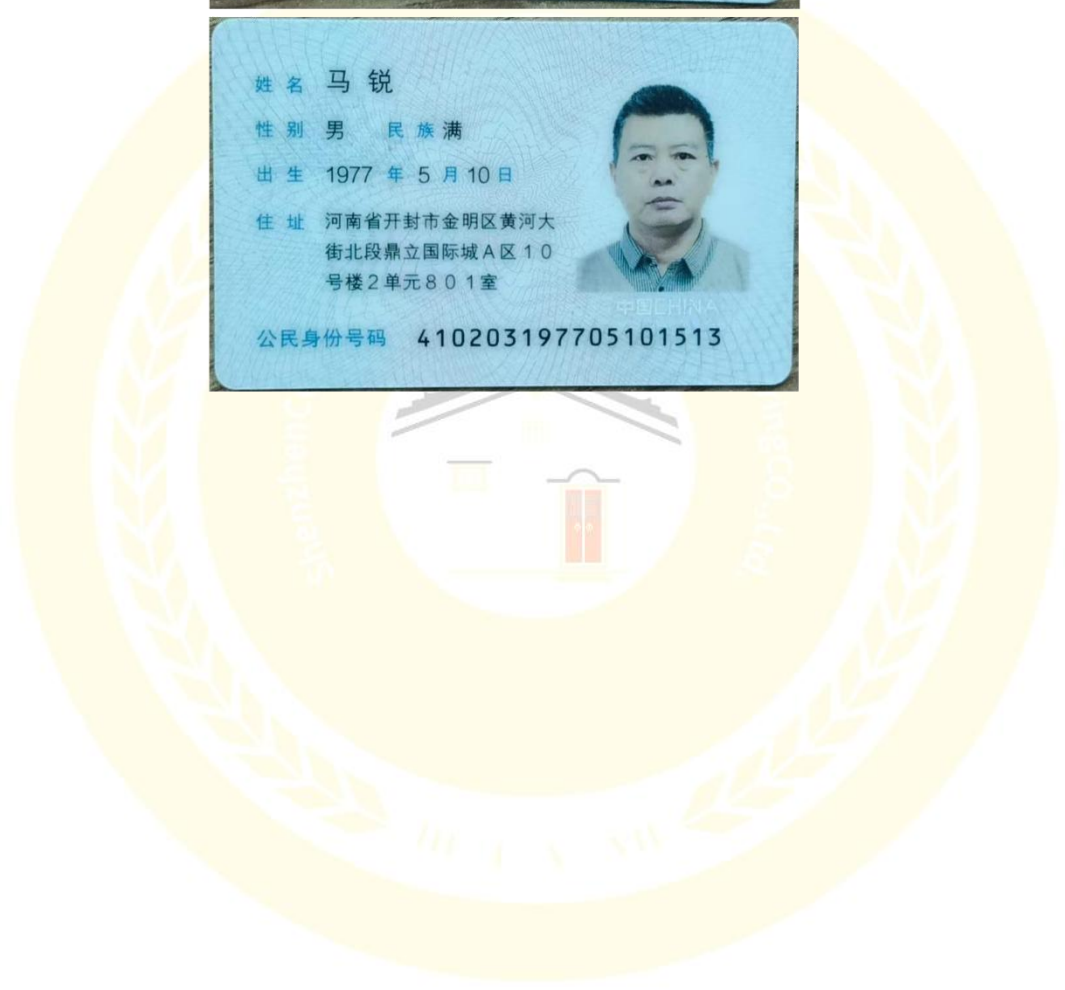 姓名 马锐
性别 男 民族 满
出生 1977 年 5 月 10 日
住址 河南省开封市金明区黄河大
街北段鼎立国际城A区10
号楼2单元801室
中国CHINA
公民身份号码 410203197705101513